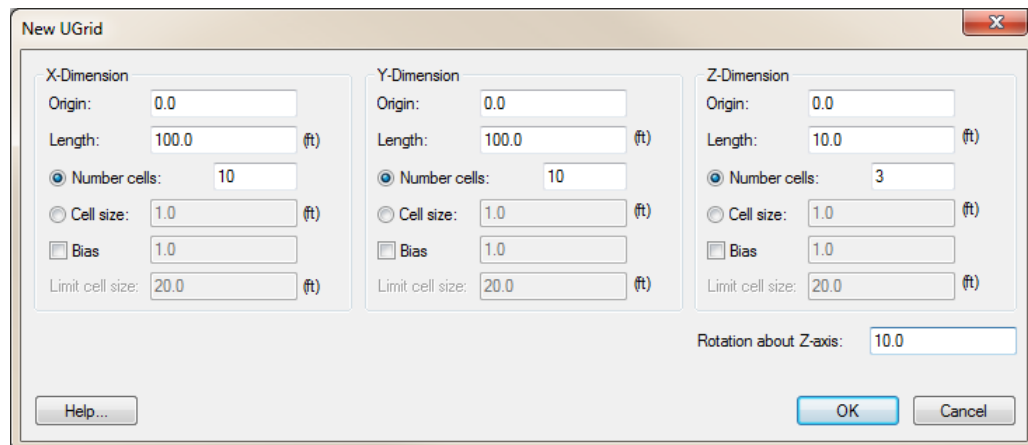 New UGrid
X-Dimension
Origin: 0.0
Length: 100.0 (ft)
Number cells: 10
Cell size: 1.0 (ft)
Bias 1.0
Limit cell size: 20.0 (ft)
Y-Dimension
Origin: 0.0
Length: 100.0 (ft)
Number cells: 10
Cell size: 1.0 (ft)
Bias 1.0
Limit cell size: 20.0 (ft)
Z-Dimension
Origin: 0.0
Length: 10.0 (ft)
Number cells: 3
Cell size: 1.0 (ft)
Bias 1.0
Limit cell size: 20.0 (ft)
Rotation about Z-axis: 10.0
Help... OK Cancel